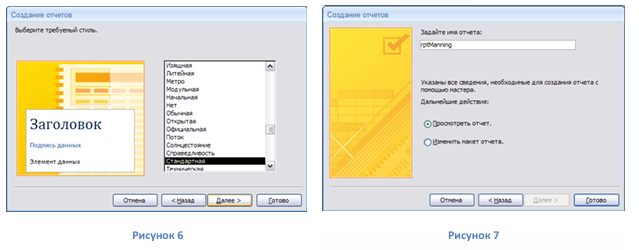 Создание отчетов
Выберите требуемый стиль.
Заголовок
Подпись данных
Элемент данных
Изящная
Литейная
Метро
Модульная
Начальная
Нет
Обычная
Открытая
Официальная
Поток
Солнцестояние
Справедливость
Стандартная
Техническая
Отмена
< Назад
Далее >
Готово
Рисунок 6
Создание отчетов
Задайте имя отчета:
rptManning
Указаны все сведения, необходимые для создания отчета с
помощью мастера.
Дальнейшие действия:
Просмотреть отчет.
Изменить макет отчета.
Отмена
< Назад
Далее >
Готово
Рисунок 7